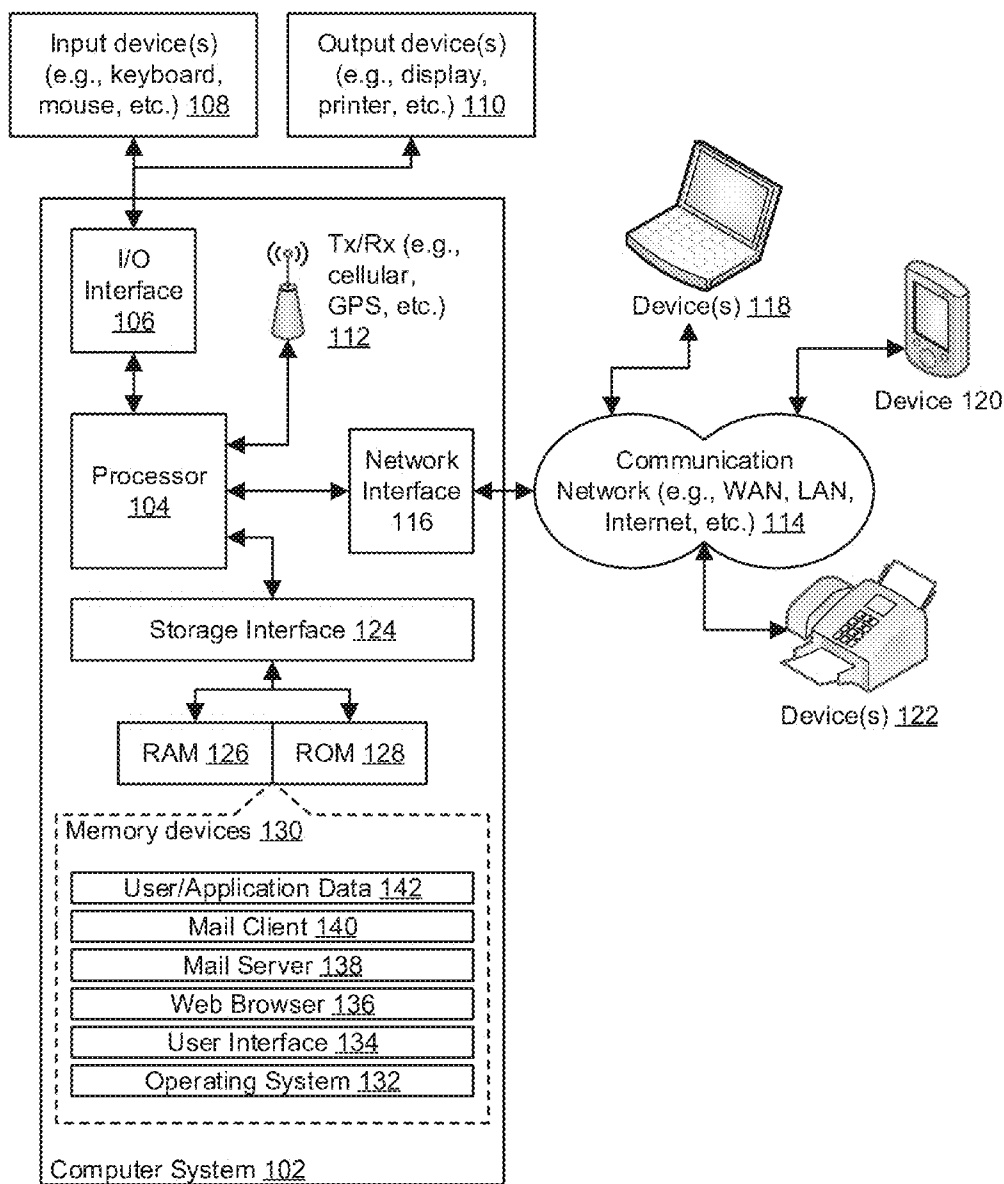 Input device(s)
(e.g., keyboard,
mouse, etc.) 108
Output device(s)
(e.g., display,
printer, etc.) 110
I/O
Interface
106
Tx/Rx (e.g.,
cellular,
GPS, etc.)
112
Device(s) 118
Device 120
Processor
104
Network
Interface
116
Communication
Network (e.g., WAN, LAN,
Internet, etc.) 114
Storage Interface 124
Device(s) 122
RAM 126
ROM 128
Memory devices 130
User/Application Data 142
Mail Client 140
Mail Server 138
Web Browser 136
User Interface 134
Operating System 132
Computer System 102